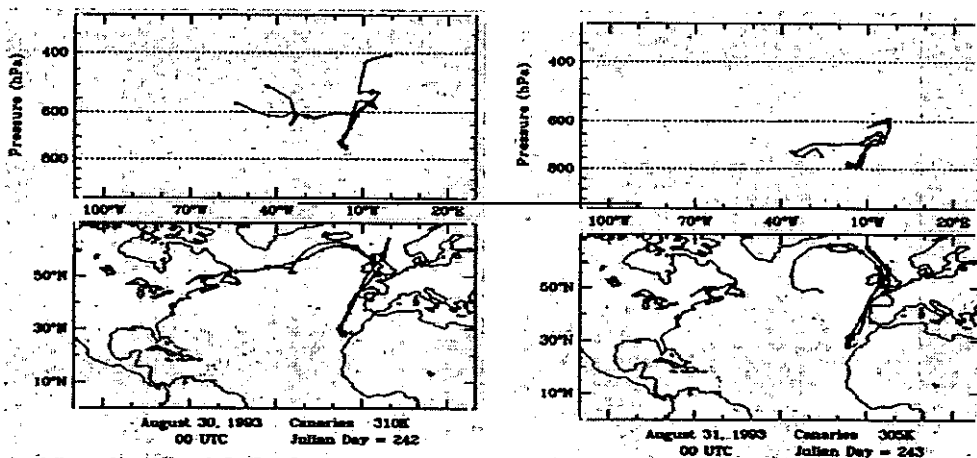 Pressure (hPa)
400
600
800
100°W 70°W 40°W 10°W 20°E
50°N
30°N
10°N
August 30, 1993 Canaries 310K
00 UTC Julian Day = 242
Pressure (hPa)
400
600
800
100°W 70°W 40°W 10°W 20°E
50°N
30°N
10°N
August 31, 1993 Canaries 305K
00 UTC Julian Day = 243